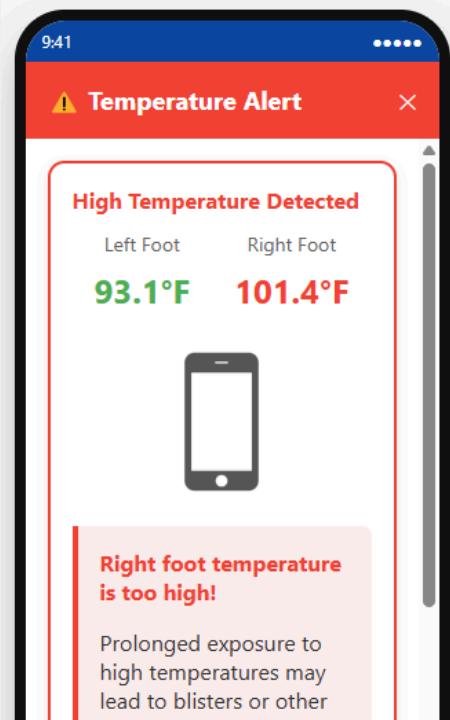 9:41
⚠️ Temperature Alert ×
High Temperature Detected
Left Foot Right Foot
93.1°F 101.4°F
Right foot temperature
is too high!
Prolonged exposure to
high temperatures may
lead to blisters or other